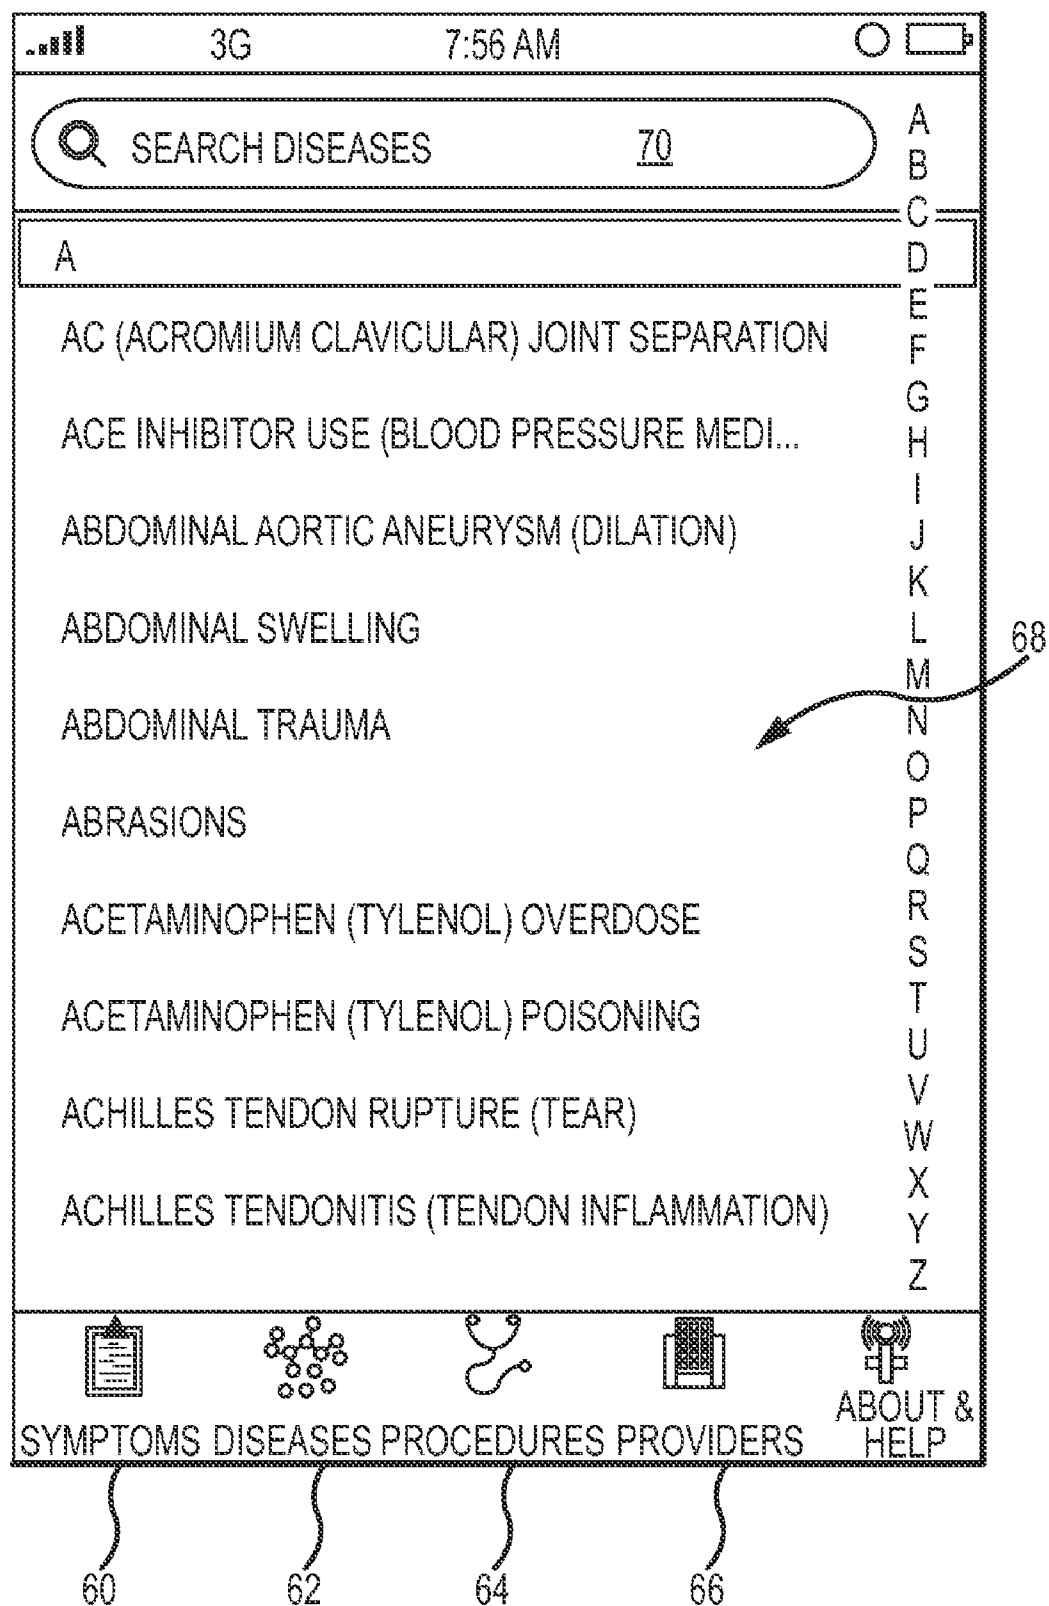 3G 7:56 AM
SEARCH DISEASES 70
A
AC (ACROMIUM CLAVICULAR) JOINT SEPARATION
ACE INHIBITOR USE (BLOOD PRESSURE MEDI...
ABDOMINAL AORTIC ANEURYSM (DILATION)
ABDOMINAL SWELLING
ABDOMINAL TRAUMA
ABRASIONS
ACETAMINOPHEN (TYLENOL) OVERDOSE
ACETAMINOPHEN (TYLENOL) POISONING
ACHILLES TENDON RUPTURE (TEAR)
ACHILLES TENDONITIS (TENDON INFLAMMATION)
A
B
C
D
E
F
G
H
I
J
K
L
M
N
O
P
Q
R
S
T
U
V
W
X
Y
Z
68
SYMPTOMS DISEASES PROCEDURES PROVIDERS
ABOUT &
HELP
60 62 64 66